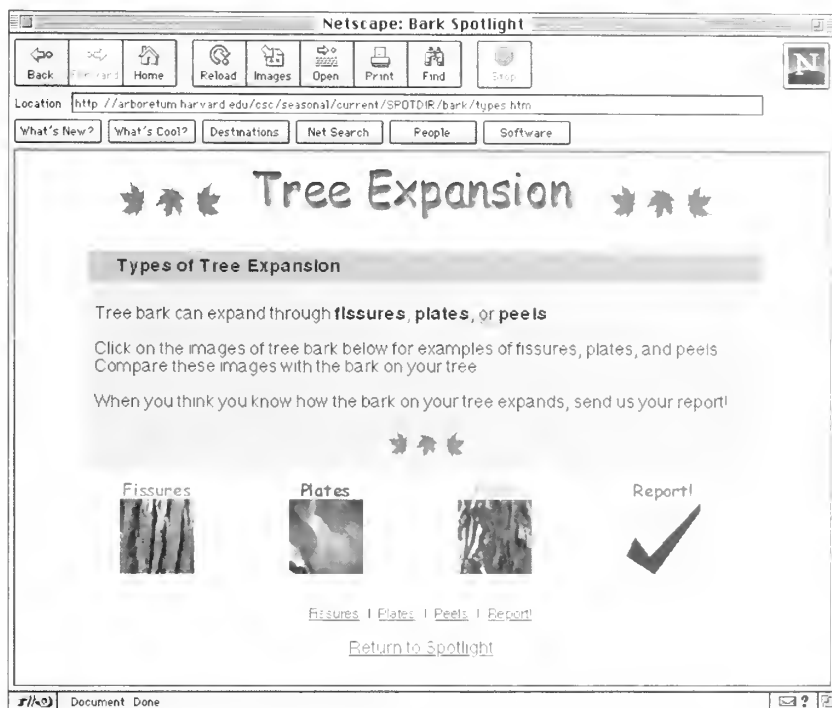 Netscape: Bark Spotlight
Back Forward Home Reload Images Open Print Find Stop
N
Location http //arboretum harvard edu/csc/seasonal/current/SPOTDIR/bark/types htm
What's New? What's Cool? Destinations Net Search People Software
Tree Expansion
Types of Tree Expansion
Tree bark can expand through fissures, plates, or peels
Click on the images of tree bark below for examples of fissures, plates, and peels
Compare these images with the bark on your tree
When you think you know how the bark on your tree expands, send us your report!
Fissures Plates Report!
Fissures | Plates | Peels | Report!
Return to Spotlight
Document Done ?